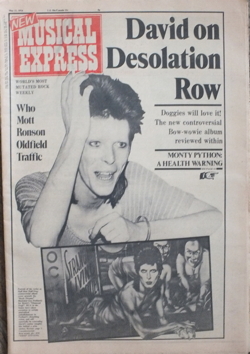 NEW
MUSICAL
EXPRESS
WORLD'S MOST
MUTATED ROCK
WEEKLY
Who
Mott
Ronson
Oldfield
Traffic
David on
Desolation
Row
Doggies will love it!
The new controversial
Bow-wowie album
reviewed within
MONTY PYTHON:
A HEALTH WARNING